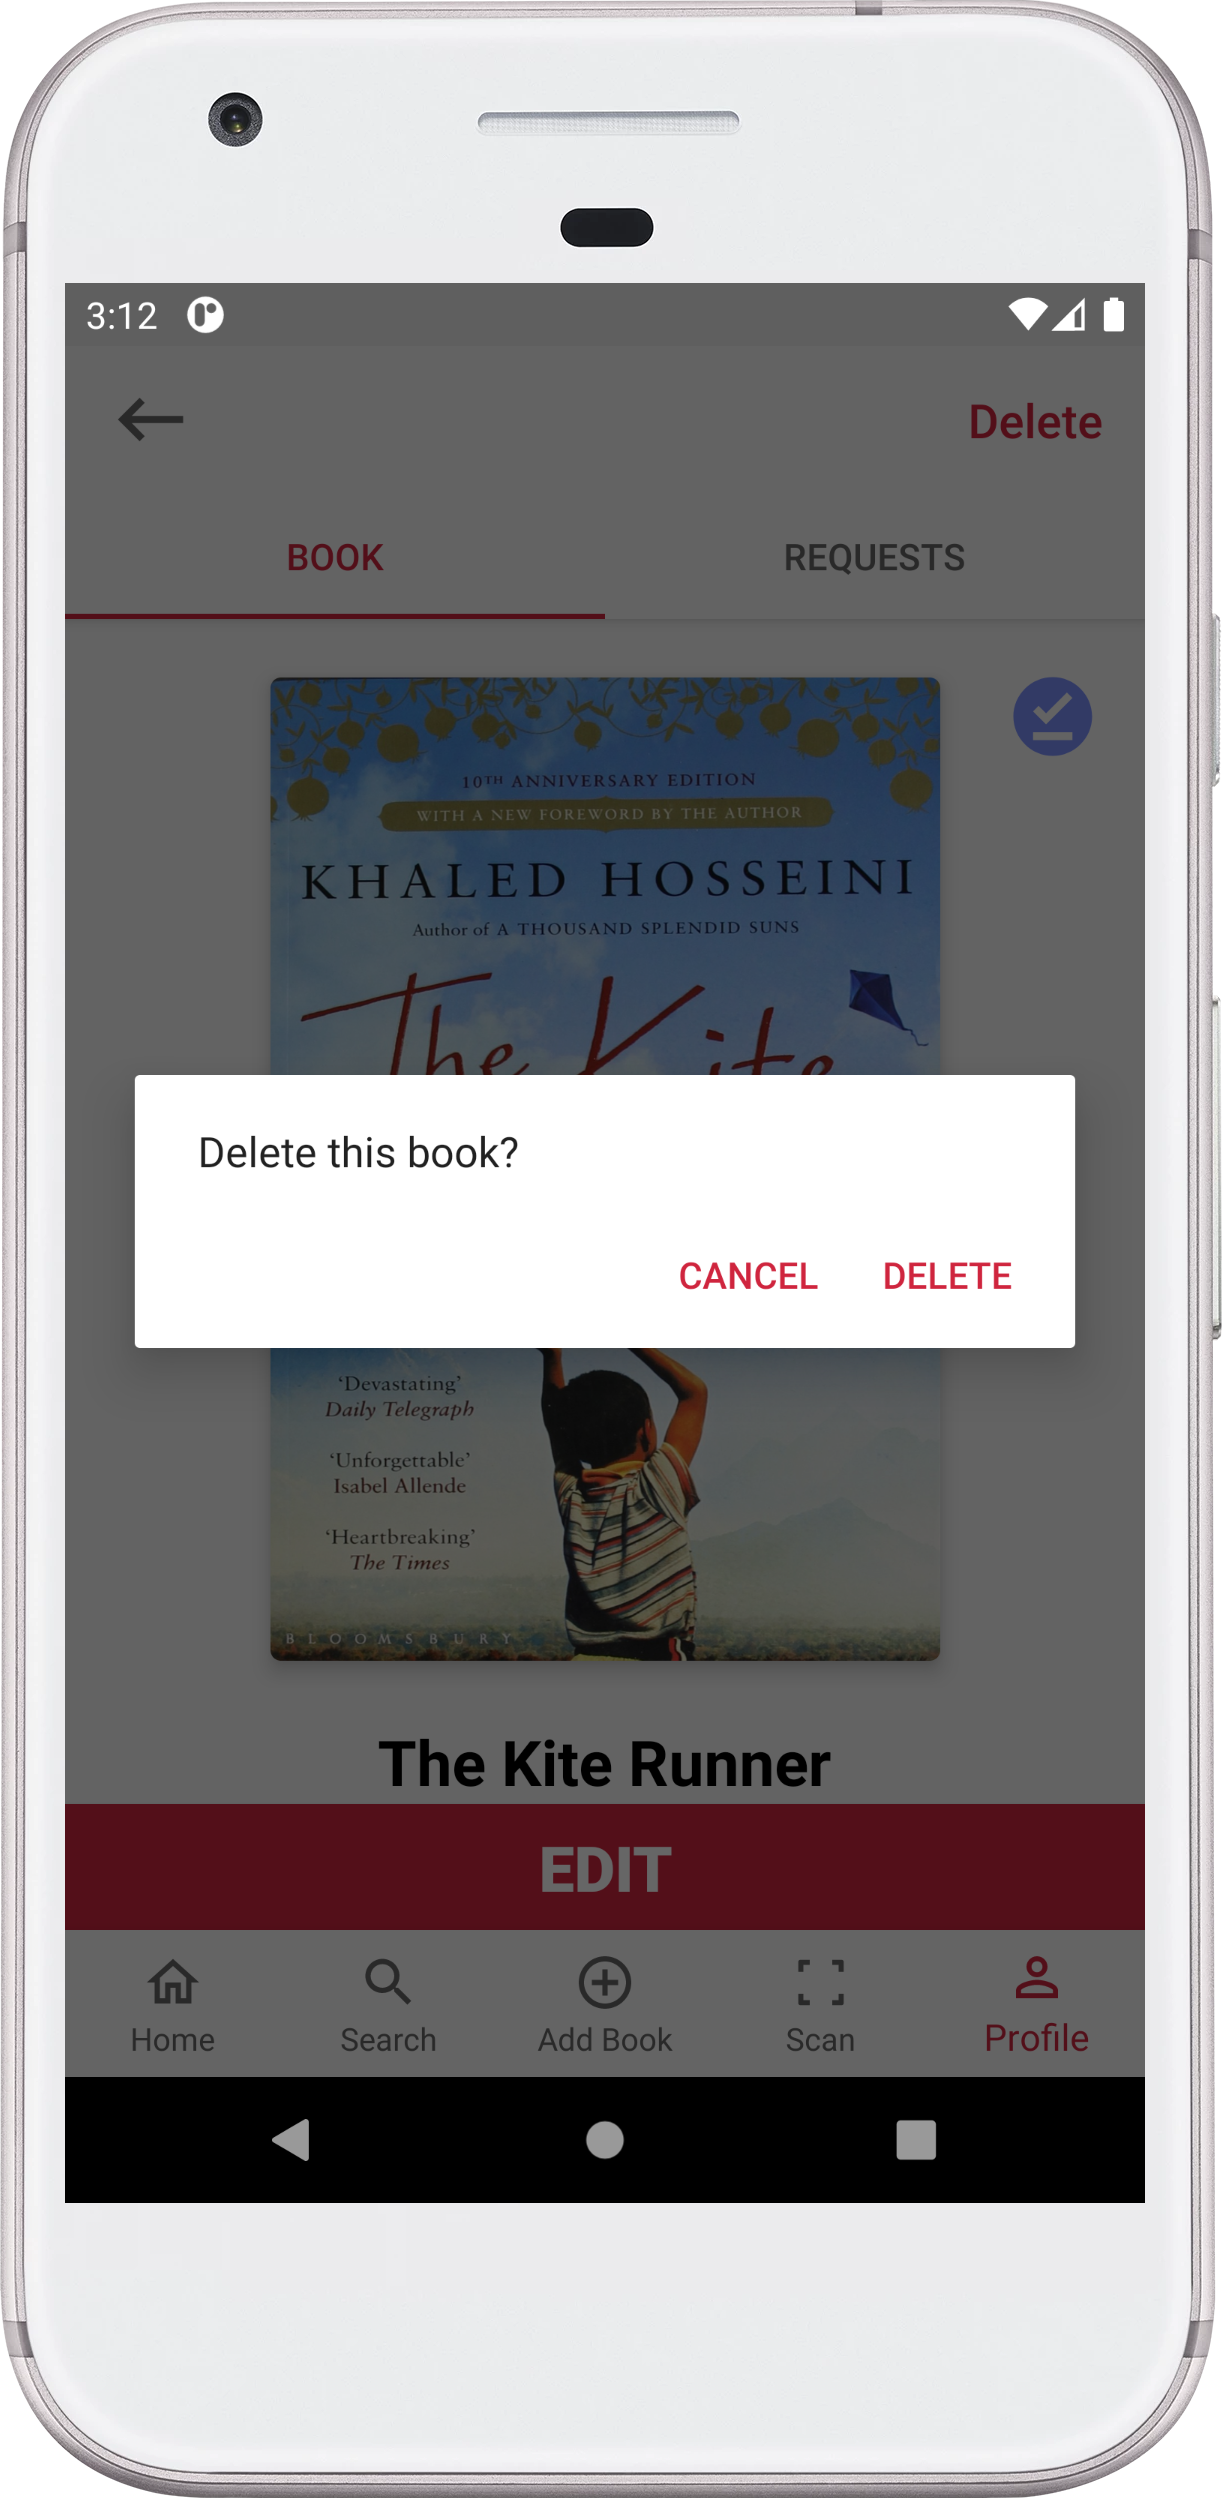 3:12
Delete
BOOK
REQUESTS
10TH ANNIVERSARY EDITION
WITH A NEW FOREWORD BY THE AUTHOR
KHALED HOSSEINI
Author of A THOUSAND SPLENDID SUNS
The Kite
Delete this book?
CANCEL DELETE
‘Devastating’
Daily Telegraph
‘Unforgettable’
Isabel Allende
‘Heartbreaking’
The Times
BLOOMSBURY
The Kite Runner
EDIT
Home Search Add Book Scan Profile